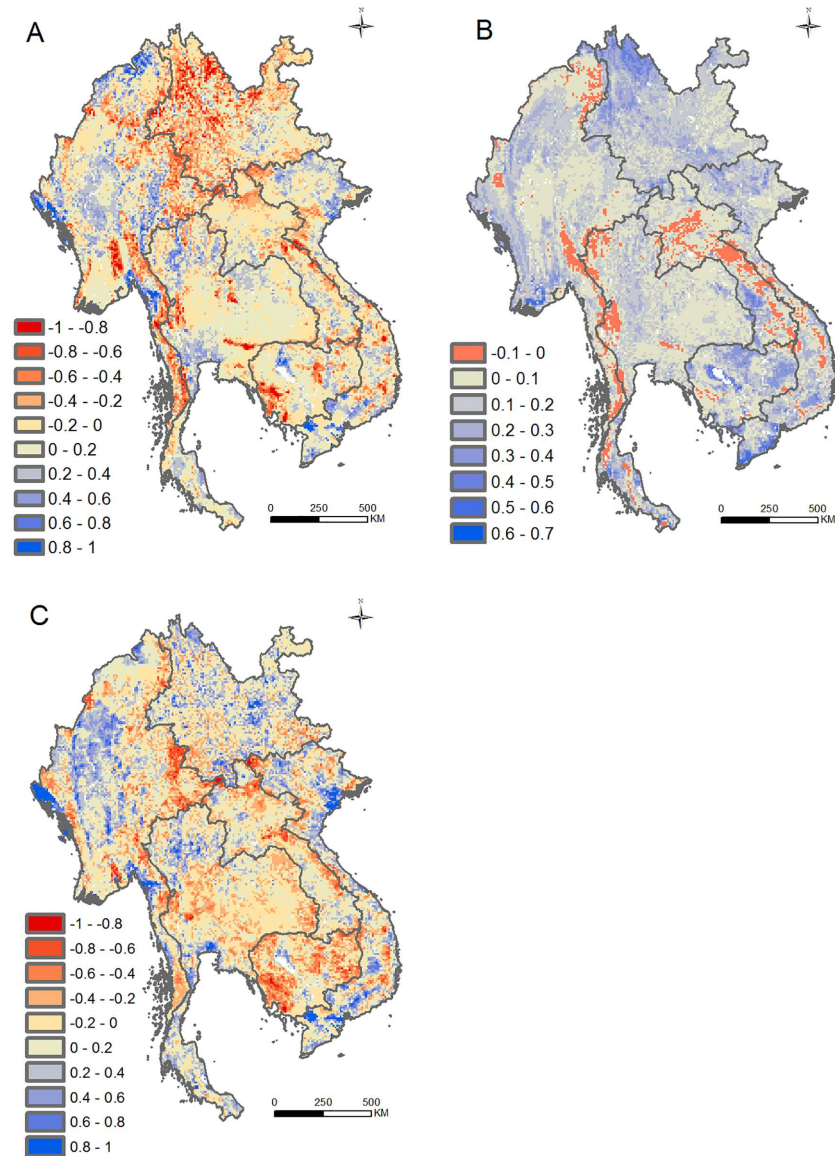 A
N
-1 - -0.8
-0.8 - -0.6
-0.6 - -0.4
-0.4 - -0.2
-0.2 - 0
0 - 0.2
0.2 - 0.4
0.4 - 0.6
0.6 - 0.8
0.8 - 1
0 250 500
KM
B
N
-0.1 - 0
0 - 0.1
0.1 - 0.2
0.2 - 0.3
0.3 - 0.4
0.4 - 0.5
0.5 - 0.6
0.6 - 0.7
0 250 500
KM
C
N
-1 - -0.8
-0.8 - -0.6
-0.6 - -0.4
-0.4 - -0.2
-0.2 - 0
0 - 0.2
0.2 - 0.4
0.4 - 0.6
0.6 - 0.8
0.8 - 1
0 250 500
KM